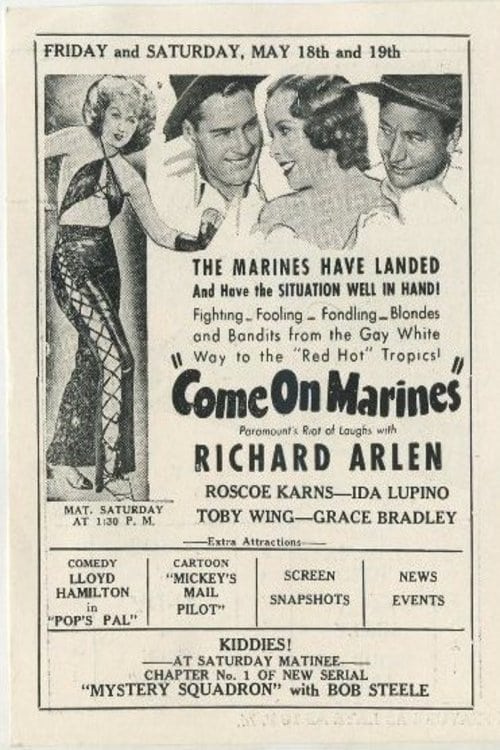 FRIDAY and SATURDAY, MAY 18th and 19th
THE MARINES HAVE LANDED
And Have the SITUATION WELL IN HAND!
Fighting - Fooling - Fondling - Blondes
and Bandits from the Gay White
Way to the "Red Hot" Tropics!
"Come On Marines"
Paramount's Riot of Laughs with
RICHARD ARLEN
ROSCOE KARNS—IDA LUPINO
TOBY WING—GRACE BRADLEY
MAT. SATURDAY
AT 1:30 P. M.
—Extra Attractions—
COMEDY
LLOYD
HAMILTON
in
"POP'S PAL"
CARTOON
"MICKEY'S
MAIL
PILOT"
SCREEN
SNAPSHOTS
NEWS
EVENTS
KIDDIES!
—AT SATURDAY MATINEE—
CHAPTER No. 1 OF NEW SERIAL
"MYSTERY SQUADRON" with BOB STEELE